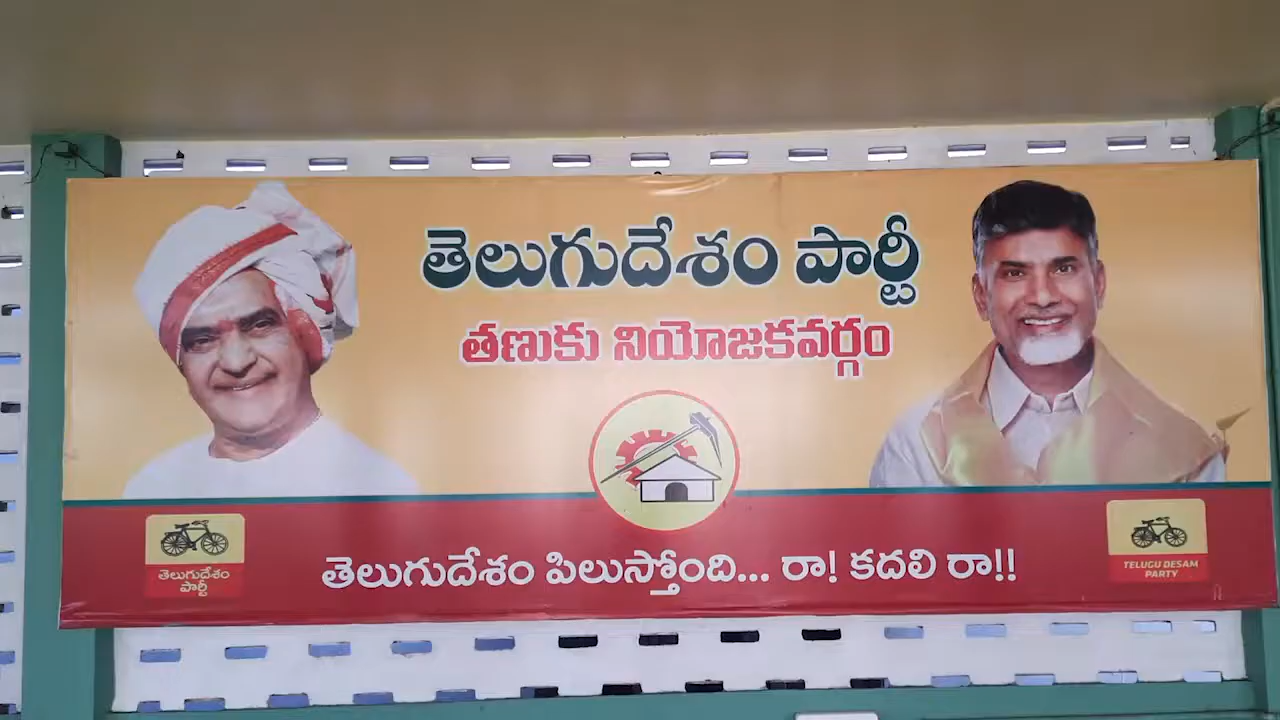 తెలుగుదేశం పార్టీ
తణుకు నియోజకవర్గం
తెలుగుదేశం
పార్టీ
తెలుగుదేశం పిలుస్తోంది... రా! కదలి రా!!
TELUGU DESAM
PARTY